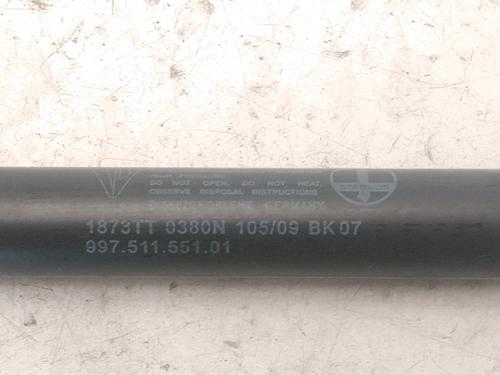 HIGH PRESSURE
DO NOT OPEN, DO NOT HEAT,
OBSERVE DISPOSAL INSTRUCTIONS
GERMANY
STABILUS
1873TT 0380N 105/09 BK07
997.511.551.01